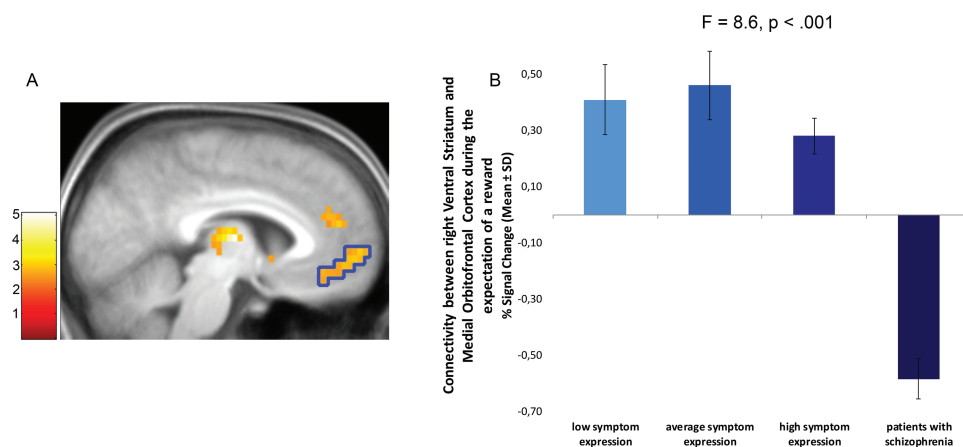 F = 8.6, p < .001
A
5
4
3
2
1
B
Connectivity between right Ventral Striatum and
Medial Orbitofrontal Cortex during the
expectation of a reward
% Signal Change (Mean ± SD)
0,50
0,30
0,10
-0,10
-0,30
-0,50
-0,70
low symptom
expression
average symptom
expression
high symptom
expression
patients with
schizophrenia